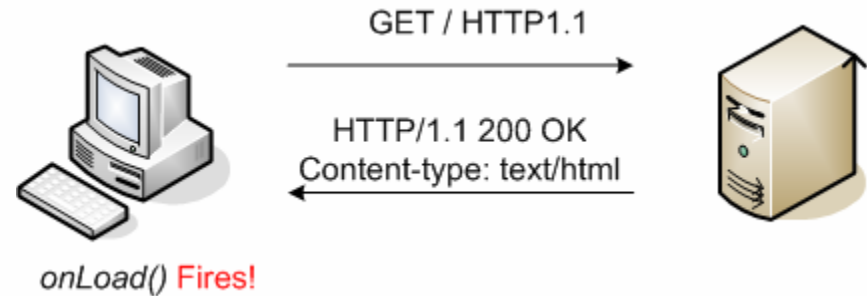 GET / HTTP1.1
HTTP/1.1 200 OK
Content-type: text/html
onLoad() Fires!